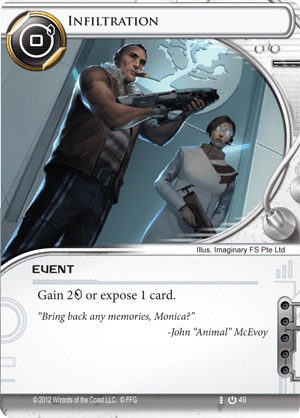 INFILTRATION
0
Illus. Imaginary FS Pte Ltd
EVENT
Gain 2 or expose 1 card.
“Bring back any memories, Monica?”
-John “Animal” McEvoy
© 2012 Wizards of the Coast LLC. © FFG
49